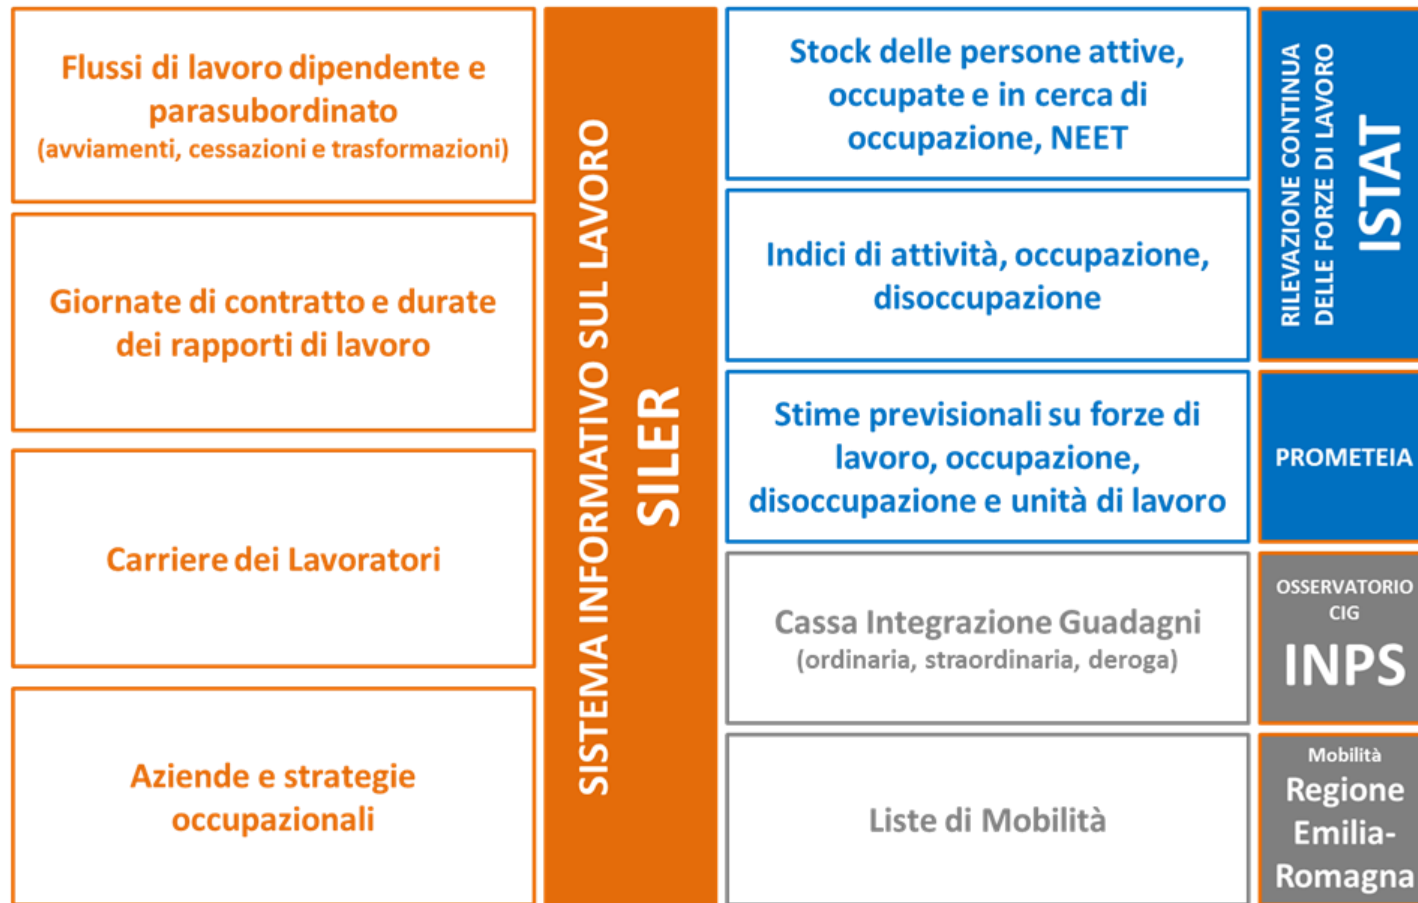 Flussi di lavoro dipendente e
parasubordinato
(avviamenti, cessazioni e trasformazioni)
Giornate di contratto e durate
dei rapporti di lavoro
Carriere dei Lavoratori
Aziende e strategie
occupazionali
SISTEMA INFORMATIVO SUL LAVORO
SILER
Stock delle persone attive,
occupate e in cerca di
occupazione, NEET
Indici di attività, occupazione,
disoccupazione
RILEVAZIONE CONTINUA
DELLE FORZE DI LAVORO
ISTAT
Stime previsionali su forze di
lavoro, occupazione,
disoccupazione e unità di lavoro
PROMETEIA
Cassa Integrazione Guadagni
(ordinaria, straordinaria, deroga)
OSSERVATORIO
CIG
INPS
Liste di Mobilità
Mobilità
Regione
Emilia-
Romagna